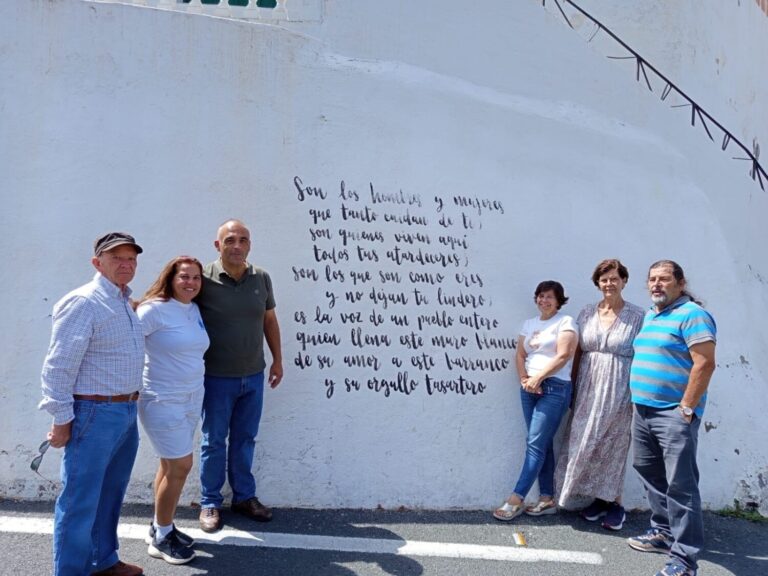 Son los hombres y mujeres
que tanto cuidan de ti;
son quienes viven aquí
todos tus atardeceres;
son los que son como eres
y no dejan tu lindero;
es la voz de un pueblo entero
quien llena este muro blanco
de su amor a este barranco
y su orgullo tasartero